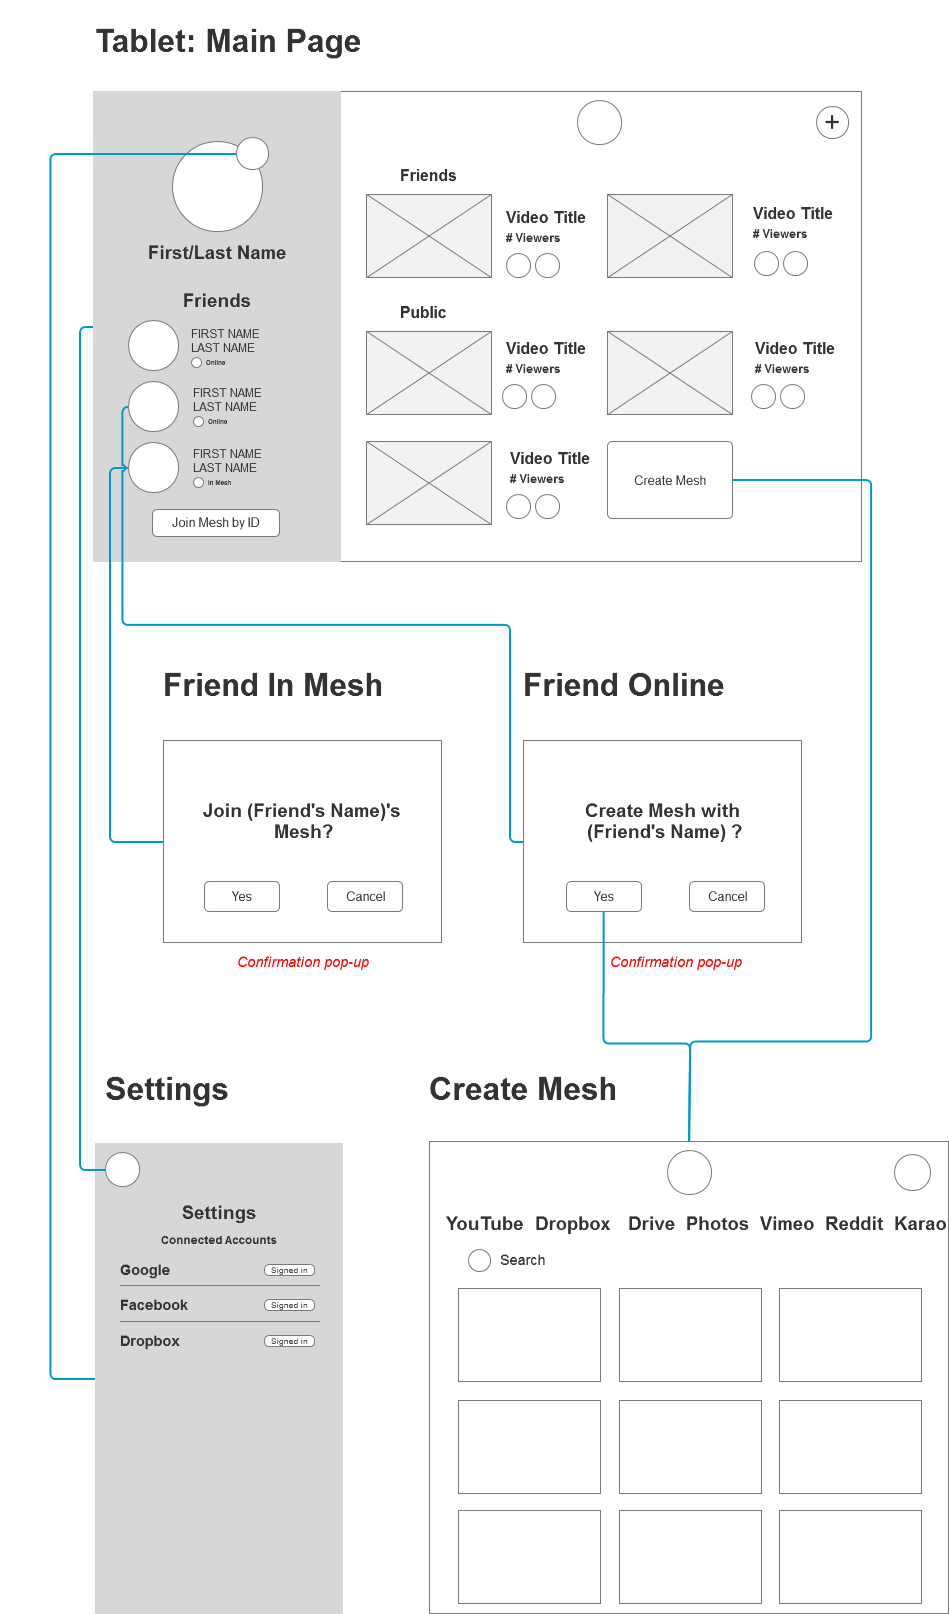 Tablet: Main Page
+
First/Last Name
Friends
FIRST NAME
LAST NAME
Online
FIRST NAME
LAST NAME
Online
FIRST NAME
LAST NAME
In Mesh
Join Mesh by ID
Friends
Video Title
# Viewers
Video Title
# Viewers
Public
Video Title
# Viewers
Video Title
# Viewers
Video Title
# Viewers
Create Mesh
Friend In Mesh
Join (Friend's Name)'s
Mesh?
Yes
Cancel
Confirmation pop-up
Friend Online
Create Mesh with
(Friend's Name) ?
Yes
Cancel
Confirmation pop-up
Settings
Settings
Connected Accounts
Google
Signed in
Facebook
Signed in
Dropbox
Signed in
Create Mesh
YouTube Dropbox Drive Photos Vimeo Reddit Karao
Search